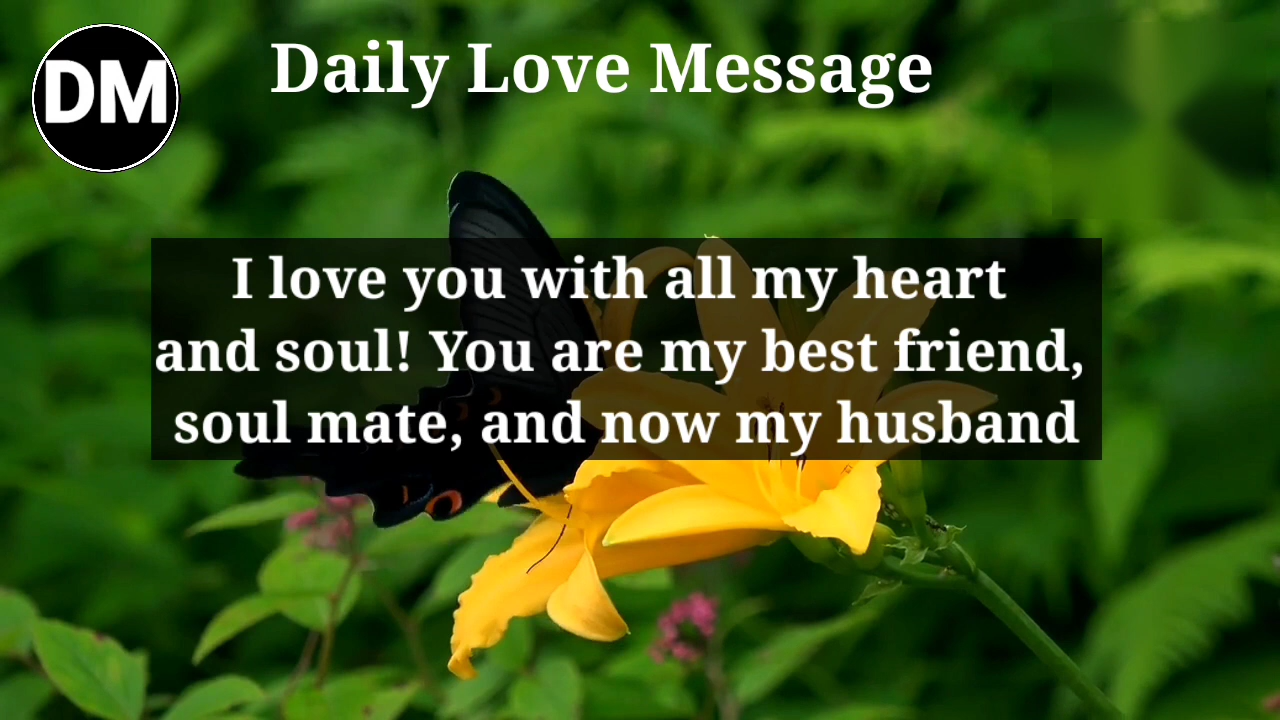 DM
Daily Love Message
I love you with all my heart
and soul! You are my best friend,
soul mate, and now my husband